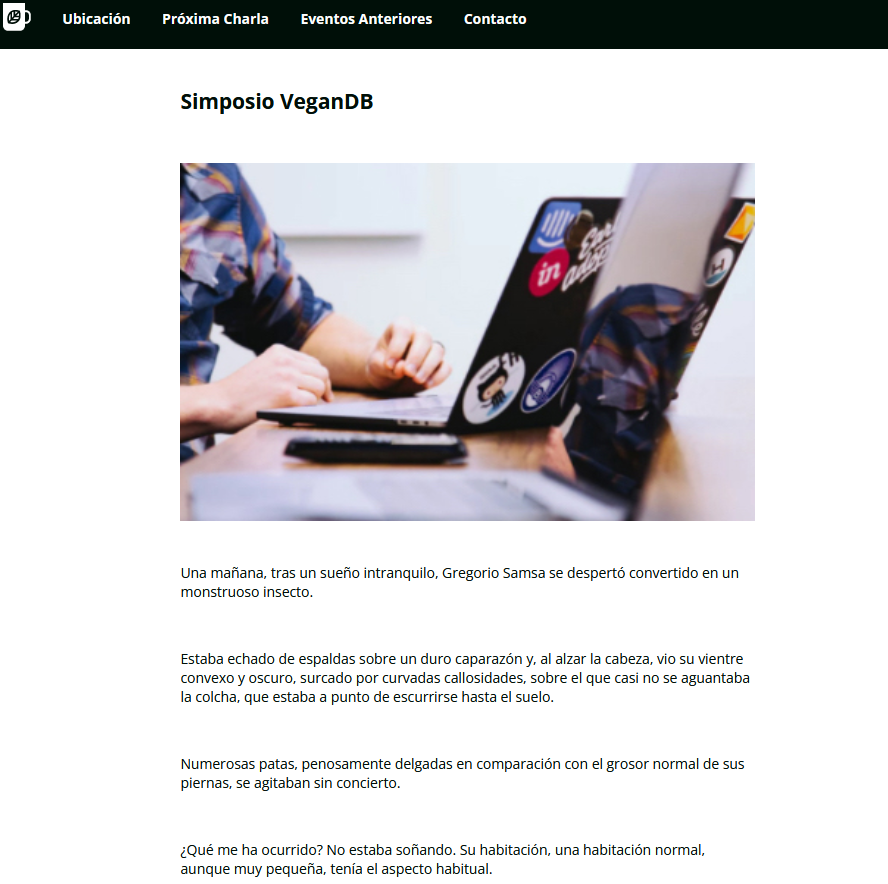 Ubicación Próxima Charla Eventos Anteriores Contacto
Simposio VeganDB
in
Una mañana, tras un sueño intranquilo, Gregorio Samsa se despertó convertido en un
monstruoso insecto.
Estaba echado de espaldas sobre un duro caparazón y, al alzar la cabeza, vio su vientre
convexo y oscuro, surcado por curvadas callosidades, sobre el que casi no se aguantaba
la colcha, que estaba a punto de escurrirse hasta el suelo.
Numerosas patas, penosamente delgadas en comparación con el grosor normal de sus
piernas, se agitaban sin concierto.
¿Qué me ha ocurrido? No estaba soñando. Su habitación, una habitación normal,
aunque muy pequeña, tenía el aspecto habitual.